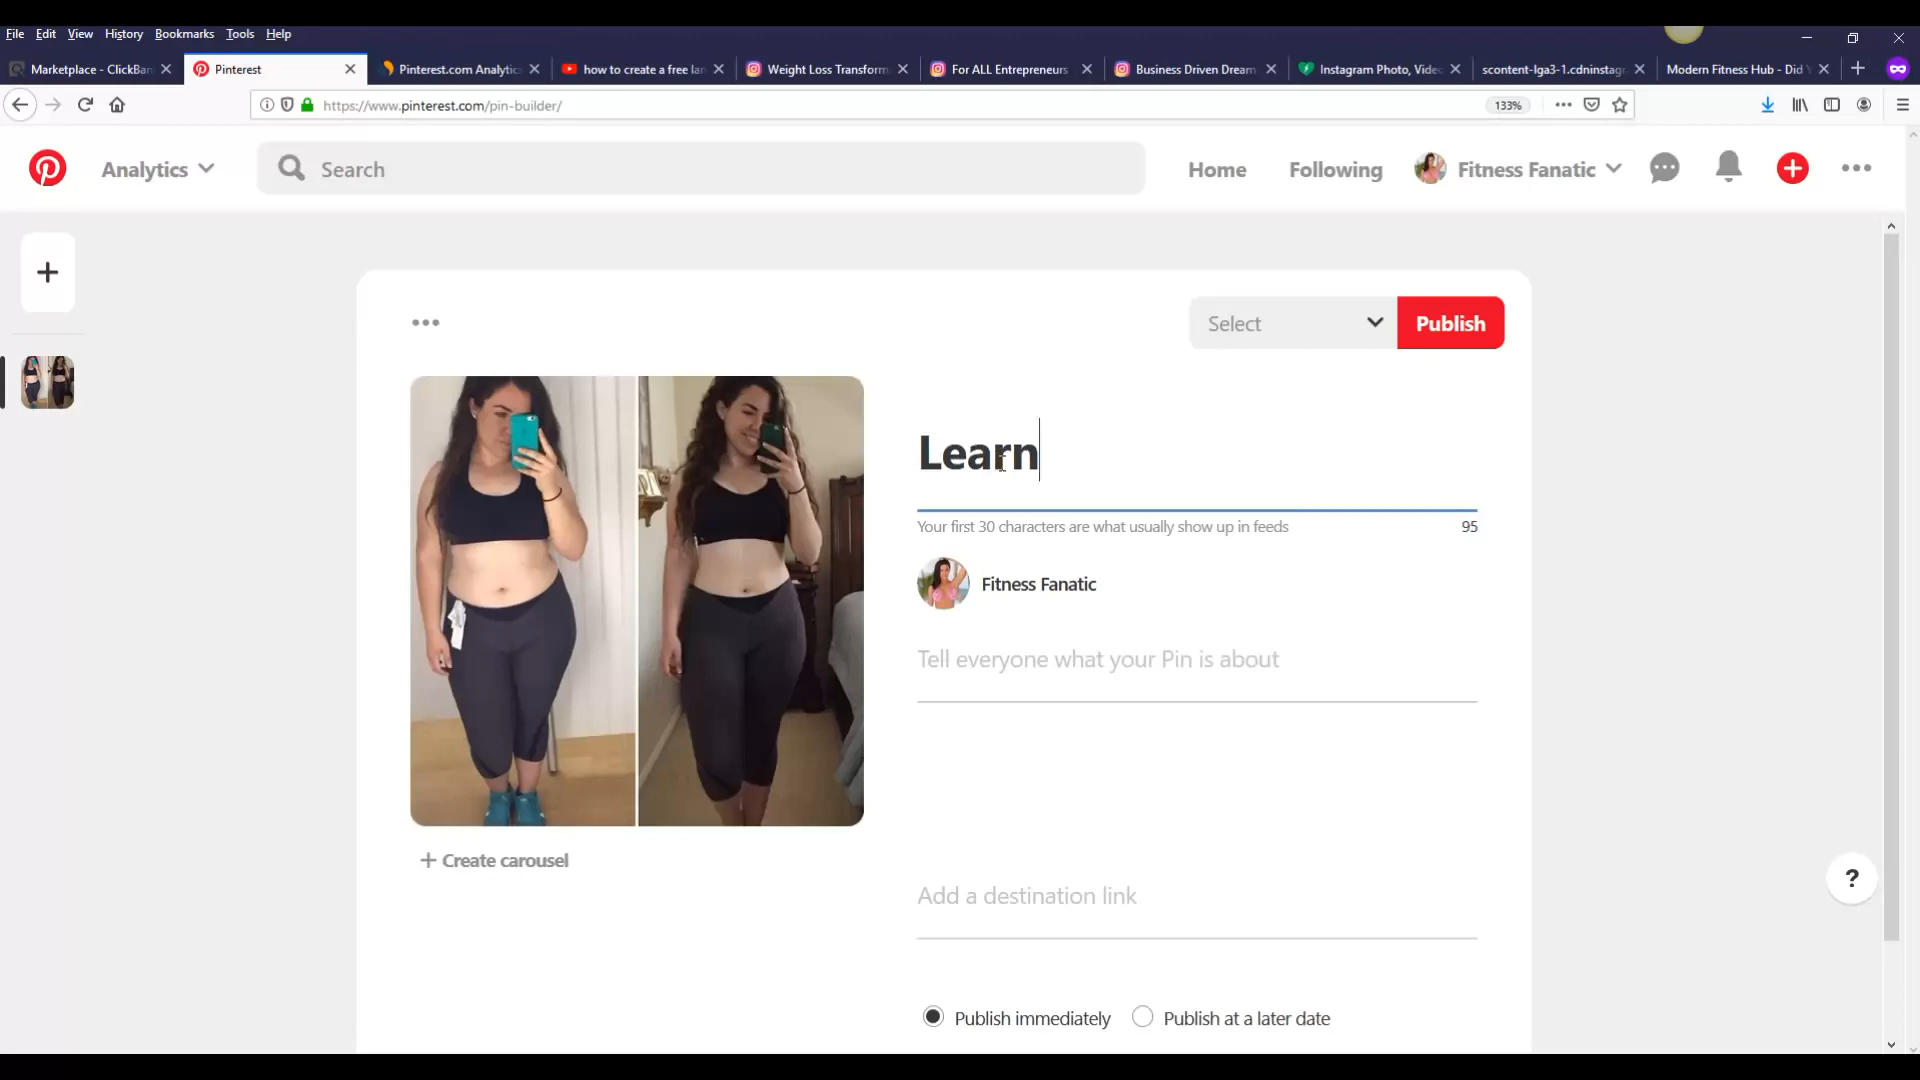 File Edit View History Bookmarks Tools Help
Marketplace - ClickBan
Pinterest
Pinterest.com Analytics
how to create a free lan
Weight Loss Transform
For ALL Entrepreneurs
Business Driven Dream
Instagram Photo, Video
scontent-lga3-1.cdninstag
Modern Fitness Hub - Did
https://www.pinterest.com/pin-builder/
133%
Analytics
Search
Home
Following
Fitness Fanatic
Select
Publish
Learn
Your first 30 characters are what usually show up in feeds
95
Fitness Fanatic
Tell everyone what your Pin is about
+ Create carousel
Add a destination link
?
Publish immediately
Publish at a later date